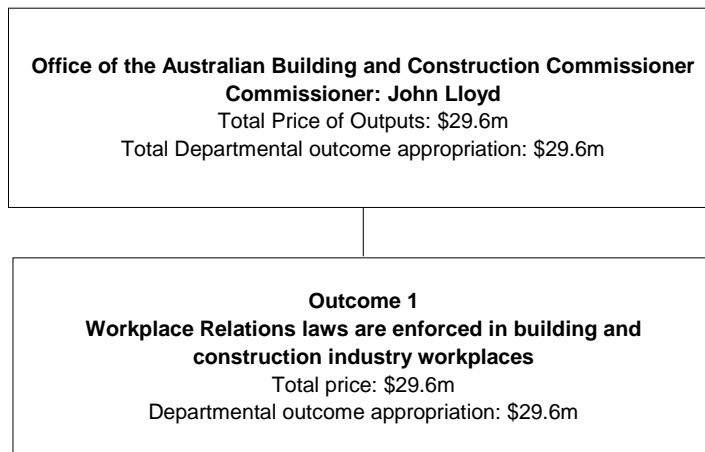 Office of the Australian Building and Construction Commissioner
Commissioner: John Lloyd
Total Price of Outputs: $29.6m
Total Departmental outcome appropriation: $29.6m
Outcome 1
Workplace Relations laws are enforced in building and
construction industry workplaces
Total price: $29.6m
Departmental outcome appropriation: $29.6m